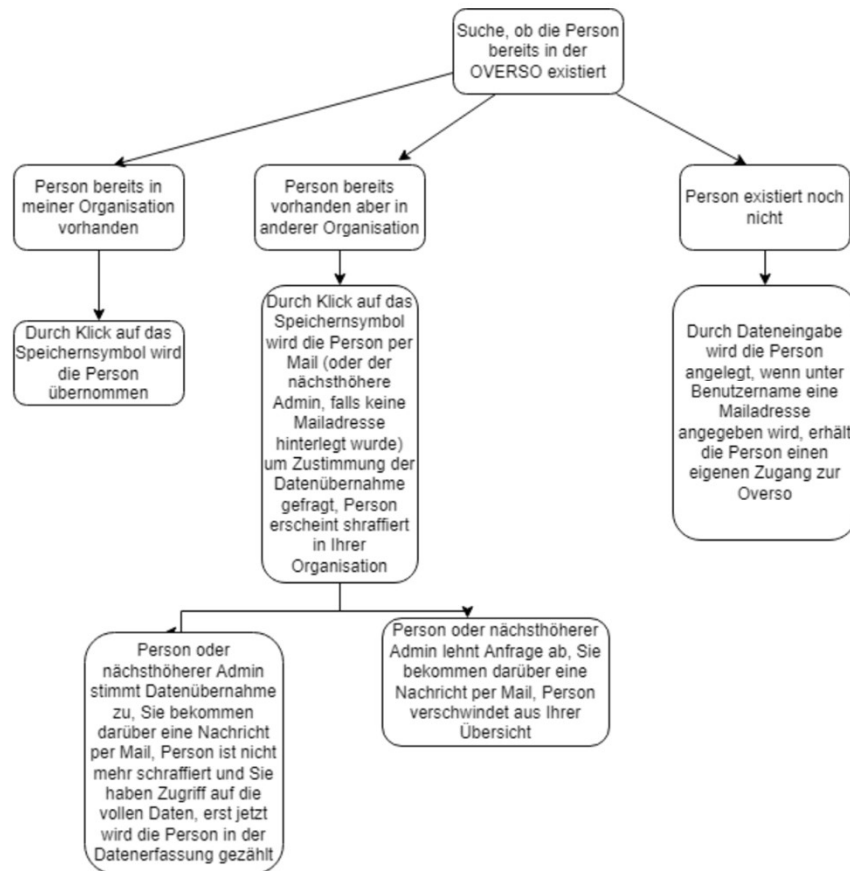 Suche, ob die Person
bereits in der
OVERSO existiert
Person bereits in
meiner Organisation
vorhanden
Person bereits
vorhanden aber in
anderer Organisation
Person existiert noch
nicht
Durch Klick auf das
Speichernsymbol wird
die Person
übernommen
Durch Klick auf das
Speichernsymbol
wird die Person per
Mail (oder der
nächsthöhere
Admin, falls keine
Mailadresse
hinterlegt wurde)
um Zustimmung der
Datenübernahme
gefragt, Person
erscheint shraffiert
in Ihrer
Organisation
Durch Dateneingabe
wird die Person
angelegt, wenn unter
Benutzername eine
Mailadresse
angegeben wird, erhält
die Person einen
eigenen Zugang zur
Overso
Person oder
nächsthöherer Admin
stimmt Datenübernahme
zu, Sie bekommen
darüber eine Nachricht
per Mail, Person ist nicht
mehr schraffiert und Sie
haben Zugriff auf die
vollen Daten, erst jetzt
wird die Person in der
Datenerfassung gezählt
Person oder nächsthöherer
Admin lehnt Anfrage ab, Sie
bekommen darüber eine
Nachricht per Mail, Person
verschwindet aus Ihrer
Übersicht